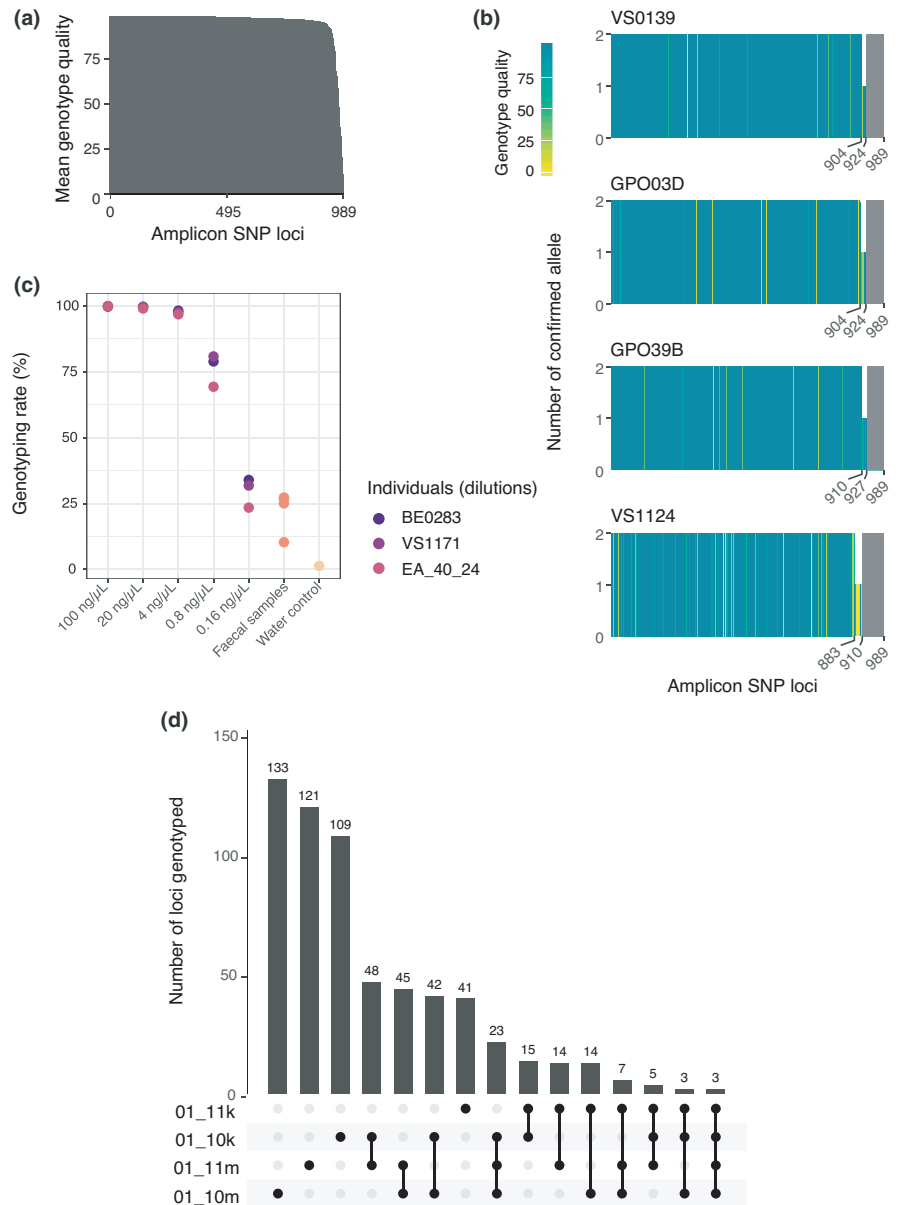 (a)
Mean genotype quality
75
50
25
0
0
495
989
Amplicon SNP loci
(b)
Genotype quality
75
50
25
0
Number of confirmed allele
VS0139
2
1
0
904
924
989
GPO03D
2
1
0
904
924
989
GPO39B
2
1
0
910
927
989
VS1124
2
1
0
883
910
989
Amplicon SNP loci
(c)
Genotyping rate (%)
100
75
50
25
0
100 ng/µL
20 ng/µL
4 ng/µL
0.8 ng/µL
0.16 ng/µL
Faecal samples
Water control
Individuals (dilutions)
BE0283
VS1171
EA_40_24
(d)
Number of loci genotyped
150
100
50
0
133
121
109
48
45
42
41
23
15
14
14
7
5
3
3
01_11k
01_10k
01_11m
01_10m